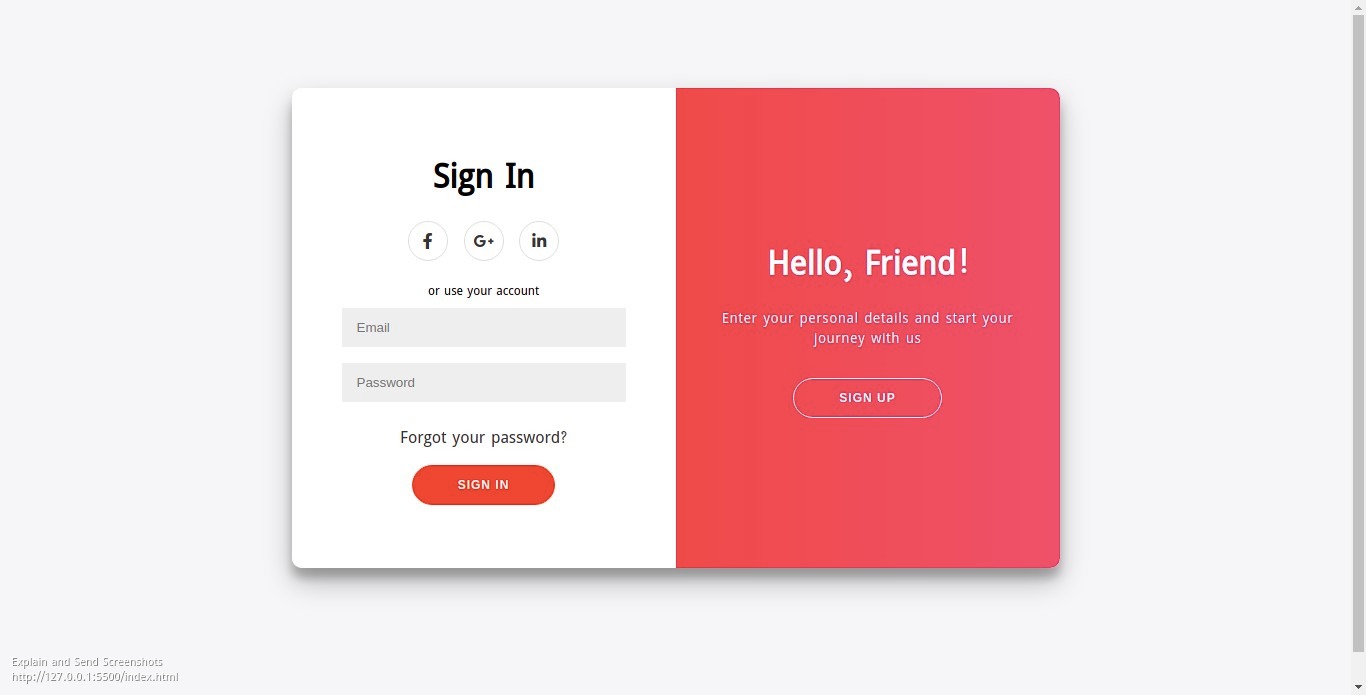 Sign In
f G+ in
or use your account
Email
Password
Forgot your password?
SIGN IN
Hello, Friend!
Enter your personal details and start your
journey with us
SIGN UP
Explain and Send Screenshots
http://127.0.0.1:5500/index.html